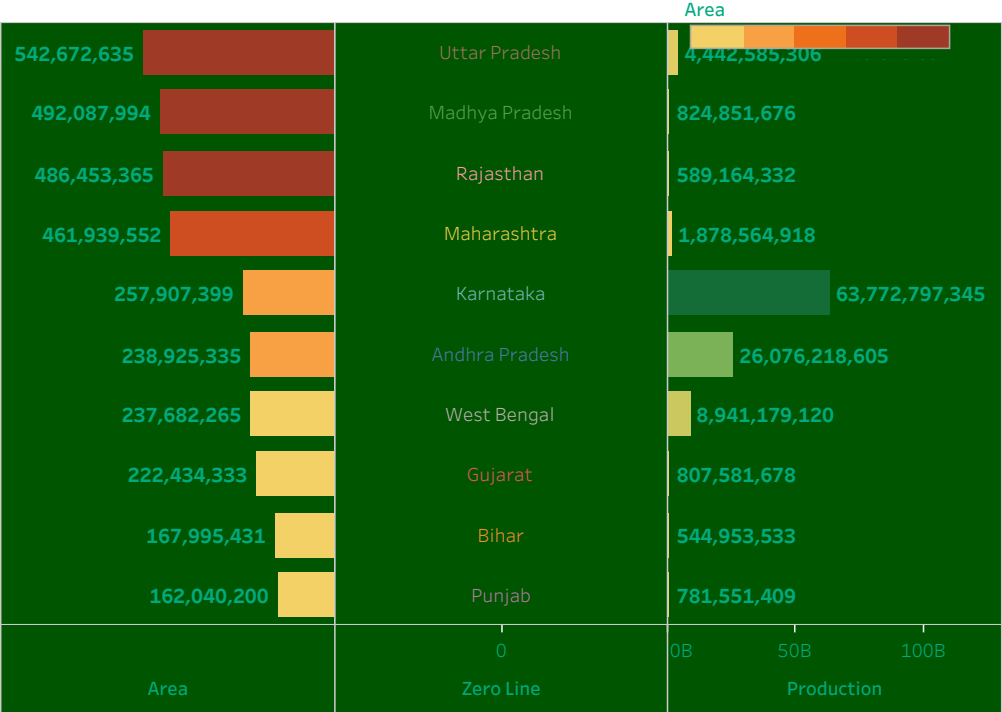 Area
542,672,635 Uttar Pradesh 4,442,585,306
492,087,994 Madhya Pradesh 824,851,676
486,453,365 Rajasthan 589,164,332
461,939,552 Maharashtra 1,878,564,918
257,907,399 Karnataka 63,772,797,345
238,925,335 Andhra Pradesh 26,076,218,605
237,682,265 West Bengal 8,941,179,120
222,434,333 Gujarat 807,581,678
167,995,431 Bihar 544,953,533
162,040,200 Punjab 781,551,409
0 0B 50B 100B
Area Zero Line Production